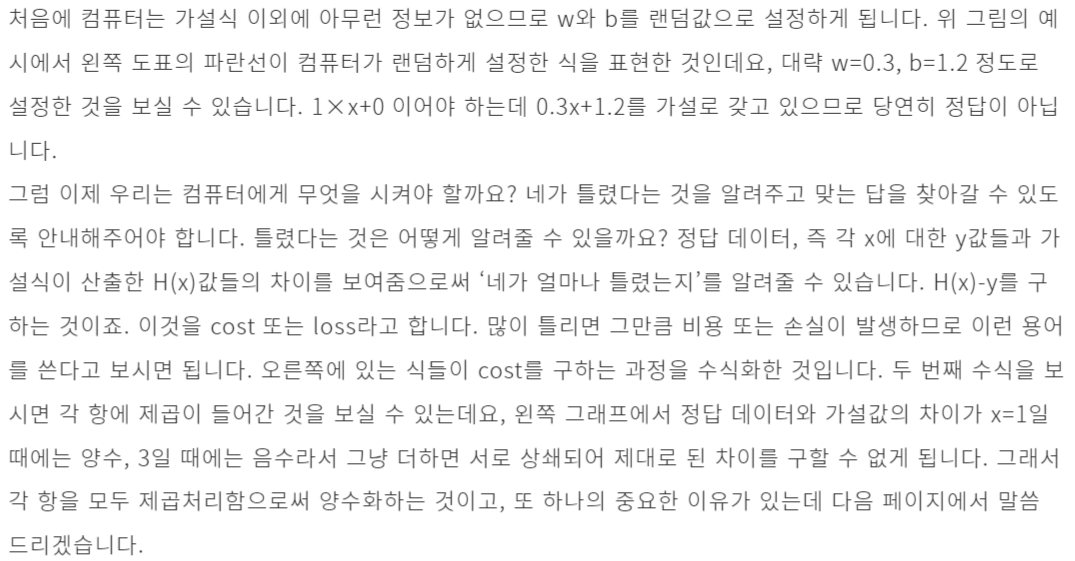 처음에 컴퓨터는 가설식 이외에 아무런 정보가 없으므로 w와 b를 랜덤값으로 설정하게 됩니다. 위 그림의 예
시에서 왼쪽 도표의 파란선이 컴퓨터가 랜덤하게 설정한 식을 표현한 것인데요, 대략 w=0.3, b=1.2 정도로
설정한 것을 보실 수 있습니다. 1×x+0 이어야 하는데 0.3x+1.2를 가설로 갖고 있으므로 당연히 정답이 아닙
니다.
그럼 이제 우리는 컴퓨터에게 무엇을 시켜야 할까요? 네가 틀렸다는 것을 알려주고 맞는 답을 찾아갈 수 있도
록 안내해주어야 합니다. 틀렸다는 것은 어떻게 알려줄 수 있을까요? 정답 데이터, 즉 각 x에 대한 y값들과 가
설식이 산출한 H(x)값들의 차이를 보여줌으로써 ‘네가 얼마나 틀렸는지’를 알려줄 수 있습니다. H(x)-y를 구
하는 것이죠. 이것을 cost 또는 loss라고 합니다. 많이 틀리면 그만큼 비용 또는 손실이 발생하므로 이런 용어
를 쓴다고 보시면 됩니다. 오른쪽에 있는 식들이 cost를 구하는 과정을 수식화한 것입니다. 두 번째 수식을 보
시면 각 항에 제곱이 들어간 것을 보실 수 있는데요, 왼쪽 그래프에서 정답 데이터와 가설값의 차이가 x=1일
때에는 양수, 3일 때에는 음수라서 그냥 더하면 서로 상쇄되어 제대로 된 차이를 구할 수 없게 됩니다. 그래서
각 항을 모두 제곱처리함으로써 양수화하는 것이고, 또 하나의 중요한 이유가 있는데 다음 페이지에서 말씀
드리겠습니다.